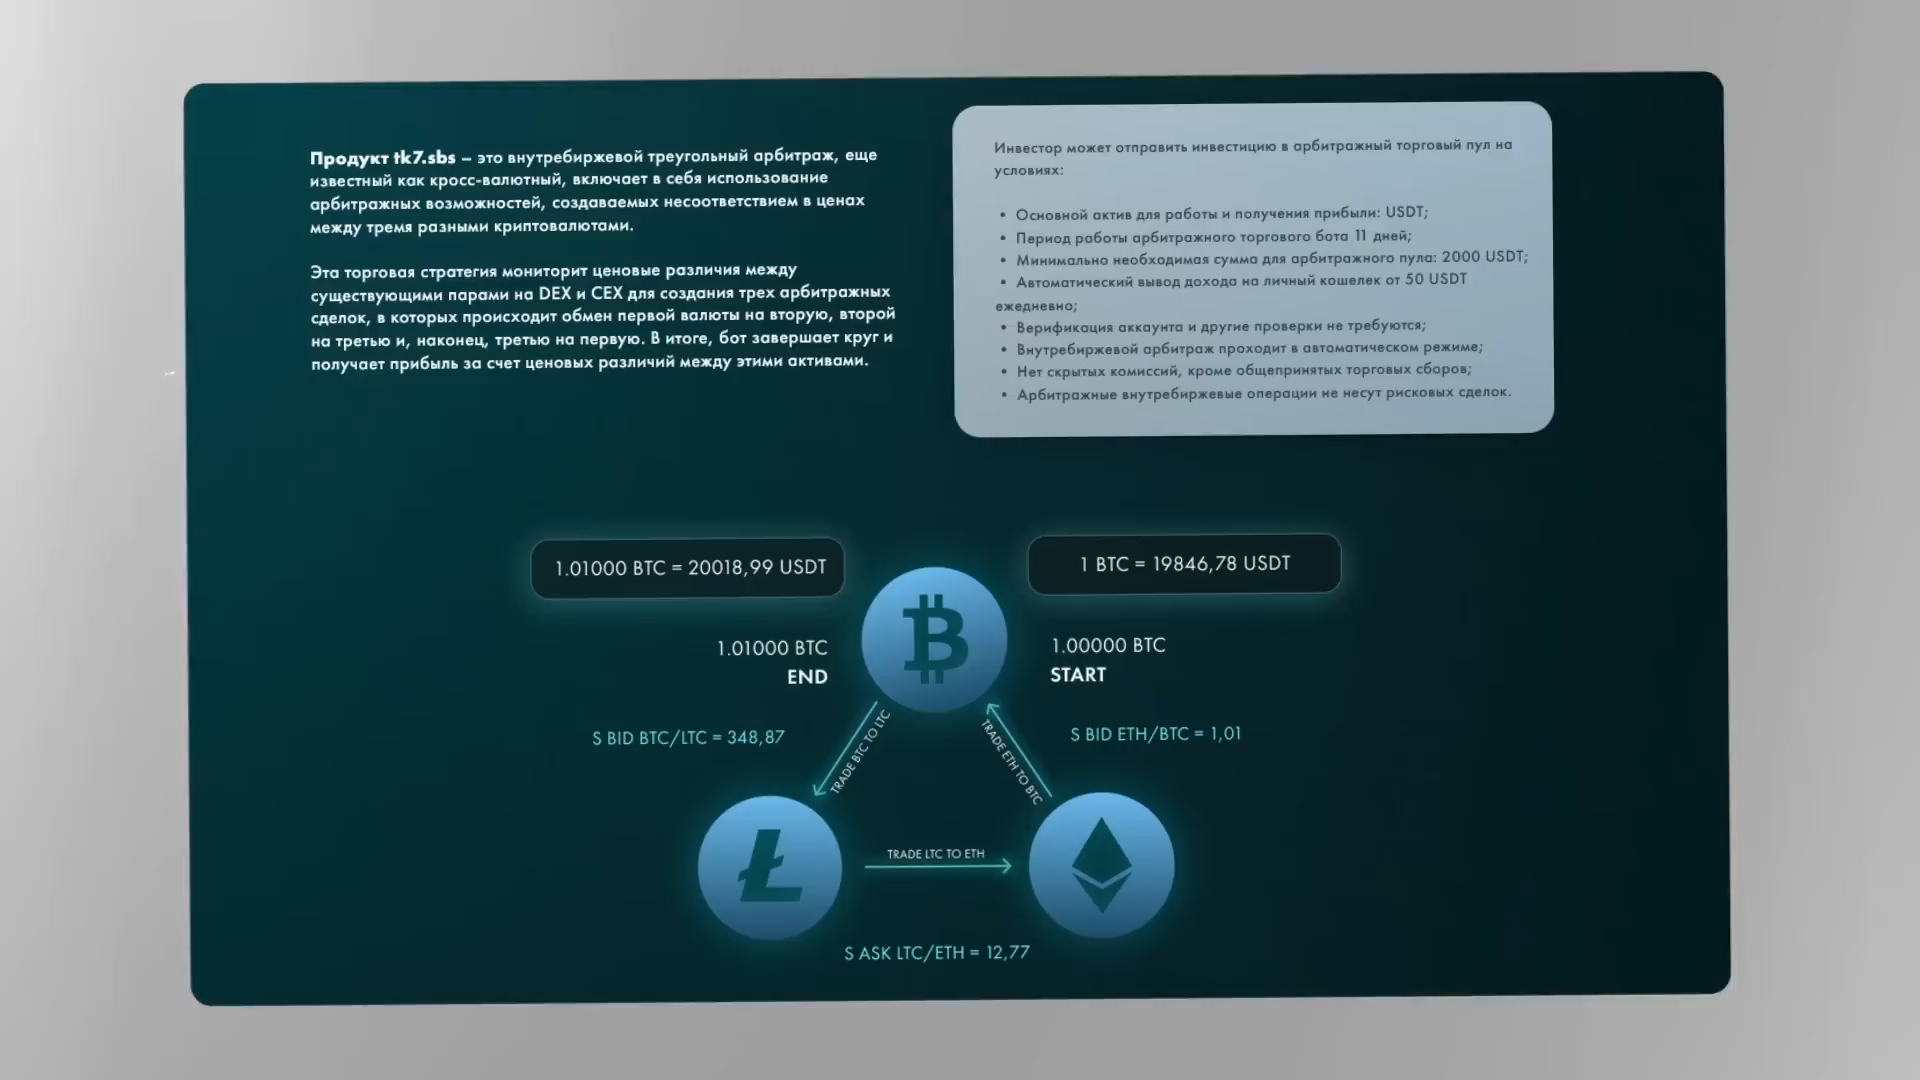 Продукт tk7.sbs – это внутребиржевой треугольный арбитраж, еще
известный как кросс-валютный, включает в себя использование
арбитражных возможностей, создаваемых несоответствием в ценах
между тремя разными криптовалютами.
Эта торговая стратегия мониторит ценовые различия между
существующими парами на DEX и CEX для создания трех арбитражных
сделок, в которых происходит обмен первой валюты на вторую, второй
на третью и, наконец, третью на первую. В итоге, бот завершает круг и
получает прибыль за счет ценовых различий между этими активами.
Инвестор может отправить инвестицию в арбитражный торговый пул на
условиях:
• Основной актив для работы и получения прибыли: USDT;
• Период работы арбитражного торгового бота 11 дней;
• Минимально необходимая сумма для арбитражного пула: 2000 USDT;
• Автоматический вывод дохода на личный кошелек от 50 USDT
ежедневно;
• Верификация аккаунта и другие проверки не требуются;
• Внутребиржевой арбитраж проходит в автоматическом режиме;
• Нет скрытых комиссий, кроме общепринятых торговых сборов;
• Арбитражные внутребиржевые операции не несут рисковых сделок.
1.01000 BTC = 20018,99 USDT
1 BTC = 19846,78 USDT
1.01000 BTC
END
1.00000 BTC
START
S BID BTC/LTC = 348,87
S BID ETH/BTC = 1,01
TRADE BTC TO LTC
TRADE ETH TO BTC
TRADE LTC TO ETH
S ASK LTC/ETH = 12,77